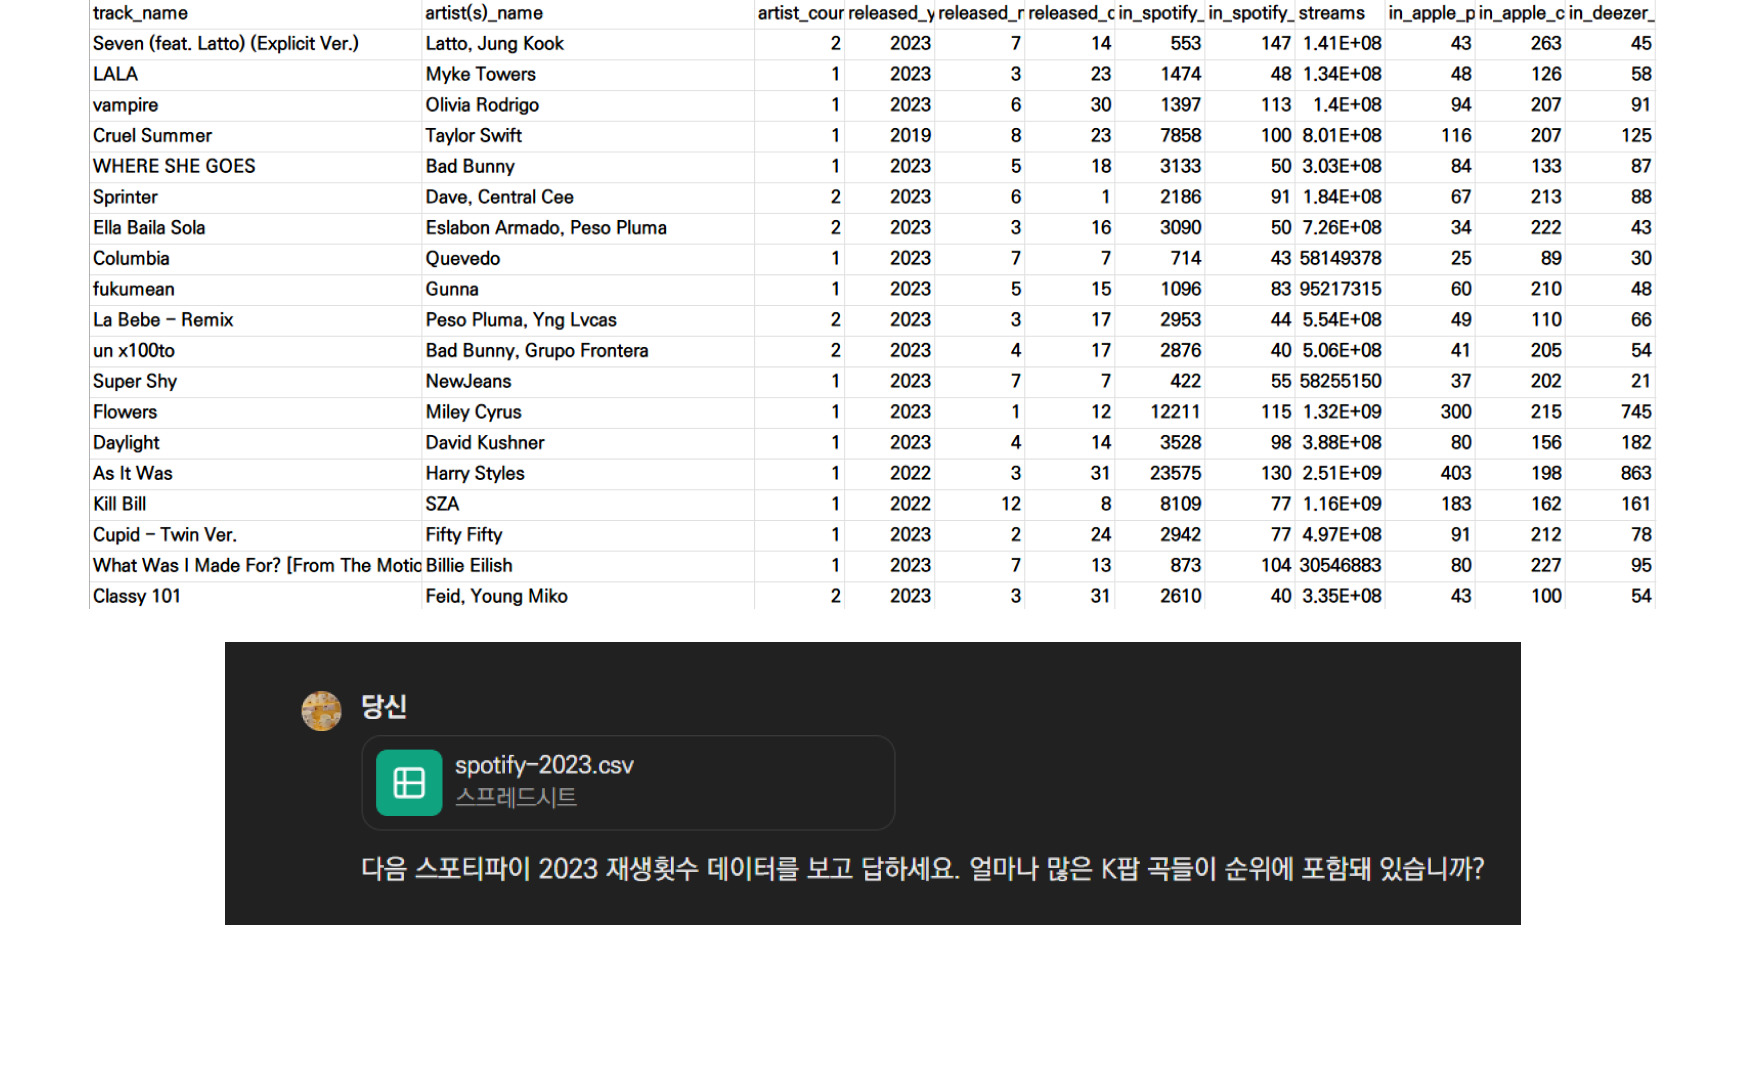 track_name artist(s)_name artist_cour released_y released_r released_c in_spotify_ in_spotify_ streams in_apple_p in_apple_c in_deezer_
Seven (feat. Latto) (Explicit Ver.) Latto, Jung Kook 2 2023 7 14 553 147 1.41E+08 43 263 45
LALA Myke Towers 1 2023 3 23 1474 48 1.34E+08 48 126 58
vampire Olivia Rodrigo 1 2023 6 30 1397 113 1.4E+08 94 207 91
Cruel Summer Taylor Swift 1 2019 8 23 7858 100 8.01E+08 116 207 125
WHERE SHE GOES Bad Bunny 1 2023 5 18 3133 50 3.03E+08 84 133 87
Sprinter Dave, Central Cee 2 2023 6 1 2186 91 1.84E+08 67 213 88
Ella Baila Sola Eslabon Armado, Peso Pluma 2 2023 3 16 3090 50 7.26E+08 34 222 43
Columbia Quevedo 1 2023 7 7 714 43 58149378 25 89 30
fukumean Gunna 1 2023 5 15 1096 83 95217315 60 210 48
La Bebe - Remix Peso Pluma, Yng Lvcas 2 2023 3 17 2953 44 5.54E+08 49 110 66
un x100to Bad Bunny, Grupo Frontera 2 2023 4 17 2876 40 5.06E+08 41 205 54
Super Shy NewJeans 1 2023 7 7 422 55 58255150 37 202 21
Flowers Miley Cyrus 1 2023 1 12 12211 115 1.32E+09 300 215 745
Daylight David Kushner 1 2023 4 14 3528 98 3.88E+08 80 156 182
As It Was Harry Styles 1 2022 3 31 23575 130 2.51E+09 403 198 863
Kill Bill SZA 1 2022 12 8 8109 77 1.16E+09 183 162 161
Cupid - Twin Ver. Fifty Fifty 1 2023 2 24 2942 77 4.97E+08 91 212 78
What Was I Made For? [From The Motic Billie Eilish 1 2023 7 13 873 104 30546883 80 227 95
Classy 101 Feid, Young Miko 2 2023 3 31 2610 40 3.35E+08 43 100 54
당신
spotify-2023.csv
스프레드시트
다음 스포티파이 2023 재생횟수 데이터를 보고 답하세요. 얼마나 많은 K팝 곡들이 순위에 포함돼 있습니까?